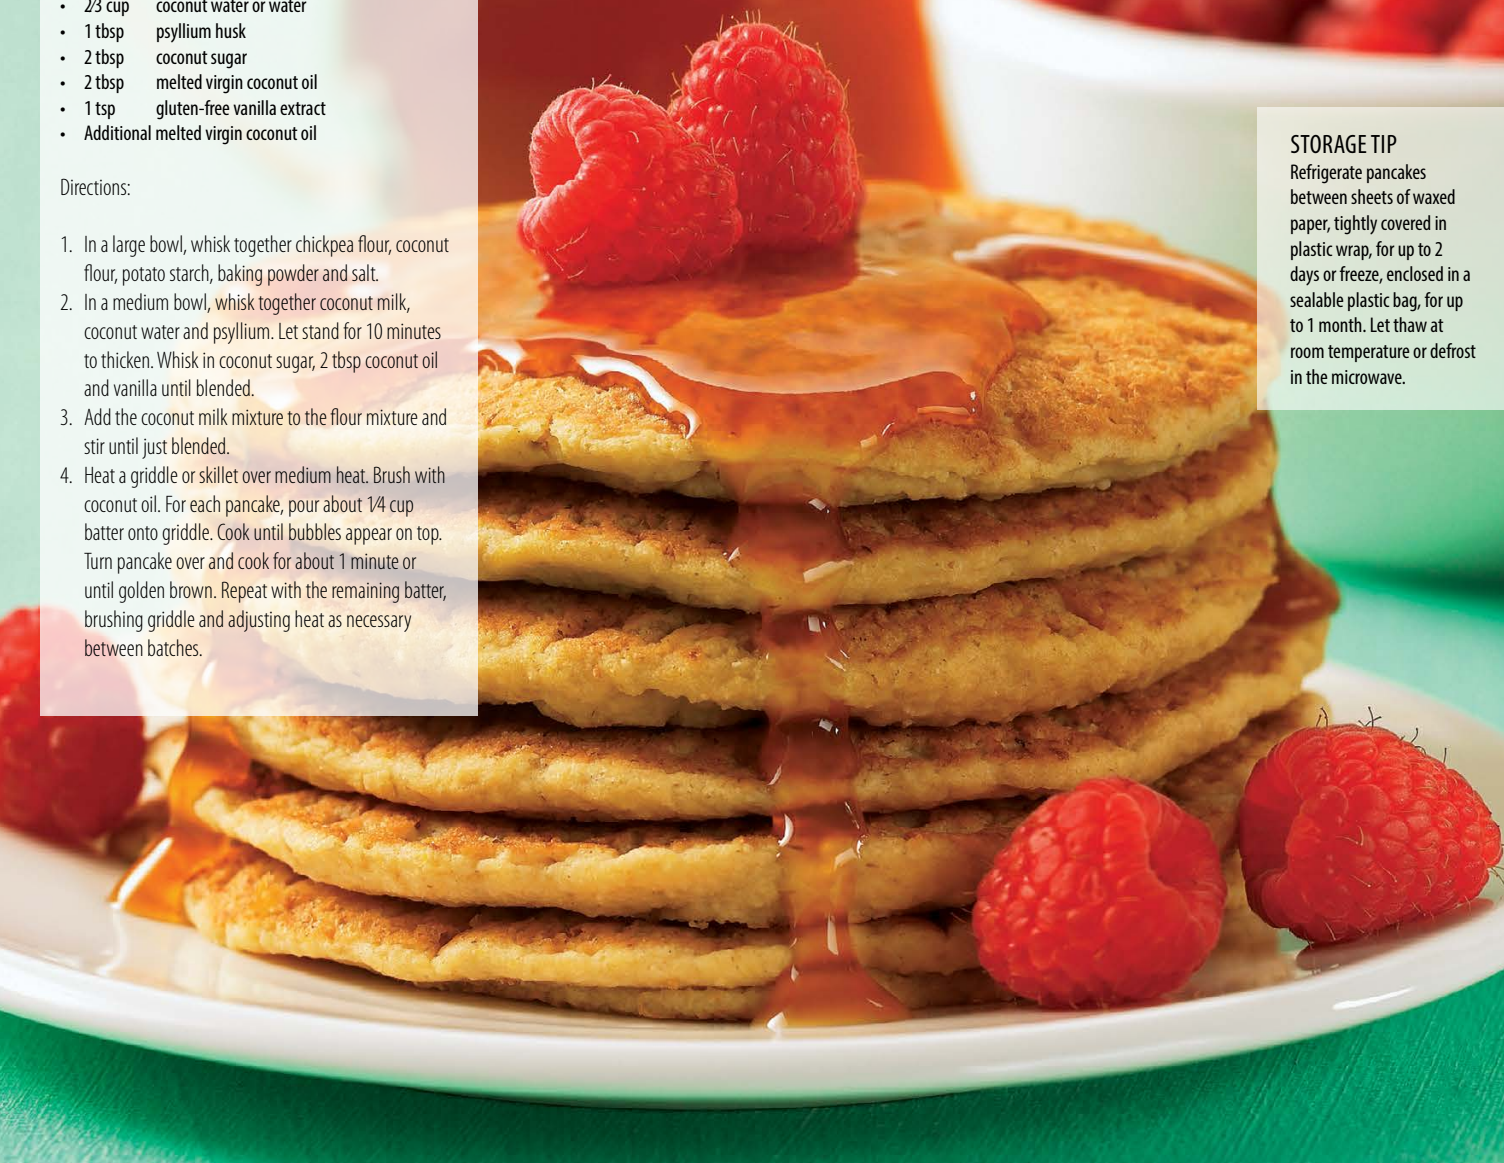 • 2/3 cup coconut water or water
• 1 tbsp psyllium husk
• 2 tbsp coconut sugar
• 2 tbsp melted virgin coconut oil
• 1 tsp gluten-free vanilla extract
• Additional melted virgin coconut oil
Directions:
1. In a large bowl, whisk together chickpea flour, coconut
flour, potato starch, baking powder and salt.
2. In a medium bowl, whisk together coconut milk,
coconut water and psyllium. Let stand for 10 minutes
to thicken. Whisk in coconut sugar, 2 tbsp coconut oil
and vanilla until blended.
3. Add the coconut milk mixture to the flour mixture and
stir until just blended.
4. Heat a griddle or skillet over medium heat. Brush with
coconut oil. For each pancake, pour about 1/4 cup
batter onto griddle. Cook until bubbles appear on top.
Turn pancake over and cook for about 1 minute or
until golden brown. Repeat with the remaining batter,
brushing griddle and adjusting heat as necessary
between batches.
STORAGE TIP
Refrigerate pancakes
between sheets of waxed
paper, tightly covered in
plastic wrap, for up to 2
days or freeze, enclosed in a
sealable plastic bag, for up
to 1 month. Let thaw at
room temperature or defrost
in the microwave.